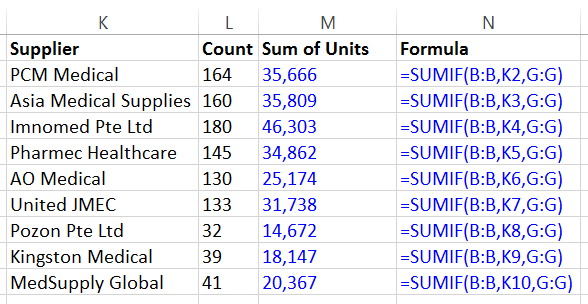 K L M N
Supplier Count Sum of Units Formula
PCM Medical 164 35,666 =SUMIF(B:B,K2,G:G)
Asia Medical Supplies 160 35,809 =SUMIF(B:B,K3,G:G)
Imnomed Pte Ltd 180 46,303 =SUMIF(B:B,K4,G:G)
Pharmec Healthcare 145 34,862 =SUMIF(B:B,K5,G:G)
AO Medical 130 25,174 =SUMIF(B:B,K6,G:G)
United JMEC 133 31,738 =SUMIF(B:B,K7,G:G)
Pozon Pte Ltd 32 14,672 =SUMIF(B:B,K8,G:G)
Kingston Medical 39 18,147 =SUMIF(B:B,K9,G:G)
MedSupply Global 41 20,367 =SUMIF(B:B,K10,G:G)